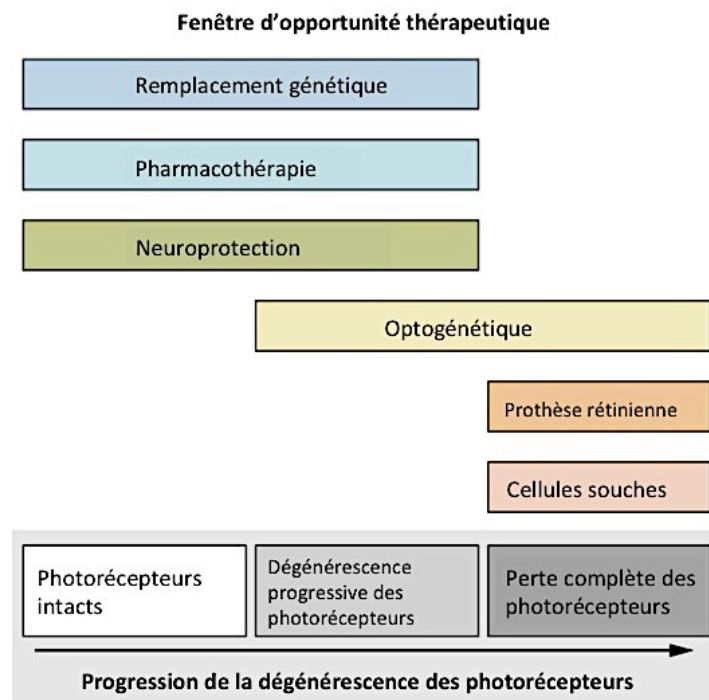 Fenêtre d’opportunité thérapeutique
Remplacement génétique
Pharmacothérapie
Neuroprotection
Optogénétique
Prothèse rétinienne
Cellules souches
Photorécepteurs
intacts
Dégénérescence
progressive des
photorécepteurs
Perte complète des
photorécepteurs
Progression de la dégénérescence des photorécepteurs